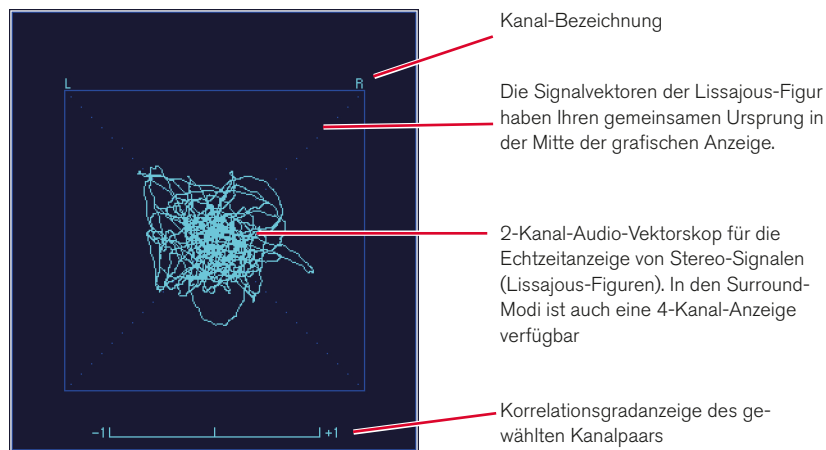 Kanal-Bezeichnung
L R
Die Signalvektoren der Lissajous-Figur
haben Ihren gemeinsamen Ursprung in
der Mitte der grafischen Anzeige.
2-Kanal-Audio-Vektorskop für die
Echtzeitanzeige von Stereo-Signalen
(Lissajous-Figuren). In den Surround-
Modi ist auch eine 4-Kanal-Anzeige
verfügbar
Korrelationsgradanzeige des ge-
wählten Kanalpaars
-1 +1